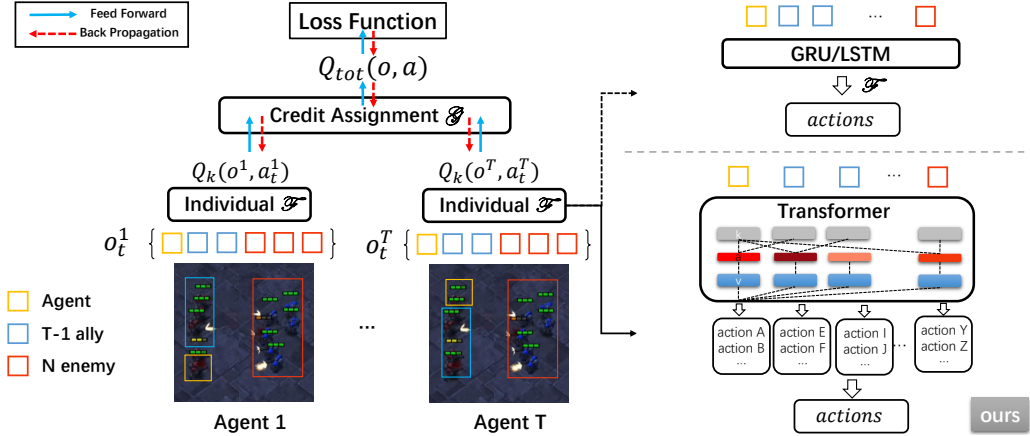 Feed Forward
Back Propagation
Loss Function
Q_{tot}(o, a)
Credit Assignment 𝒢
Q_k(o^1, a_t^1)
Q_k(o^T, a_t^T)
Individual ℱ
Individual ℱ
o_t^1 { }
o_t^T { }
Agent
T-1 ally
N enemy
...
Agent 1
Agent T
...
GRU/LSTM
ℱ
actions
...
Transformer
k
V
action A
action B
...
action E
action F
...
action I
action J
...
...
action Y
action Z
...
actions
ours